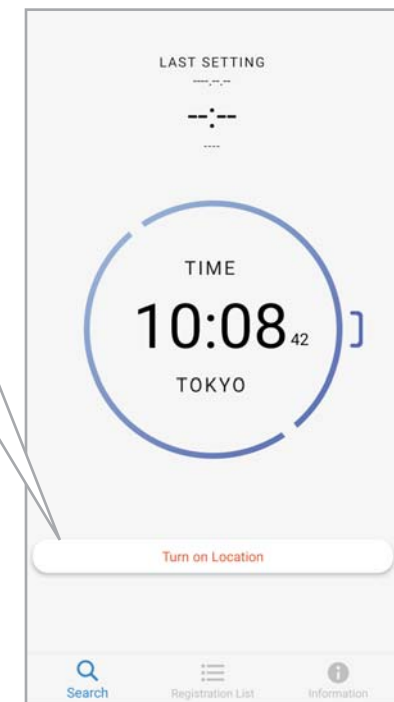 LAST SETTING
----.--.--
--:--
----
TIME
10:08 42
TOKYO
Turn on Location
Search Registration List Information